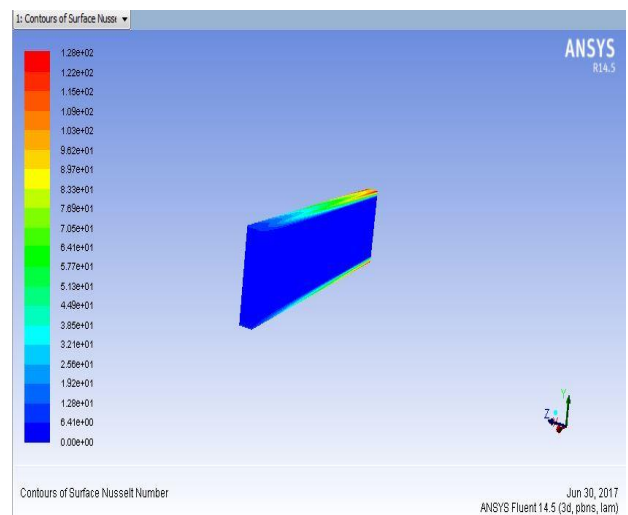 1: Contours of Surface Nusse
ANSYS
R14.5
1.28e+02
1.22e+02
1.15e+02
1.09e+02
1.03e+02
9.62e+01
8.97e+01
8.33e+01
7.69e+01
7.05e+01
6.41e+01
5.77e+01
5.13e+01
4.49e+01
3.85e+01
3.21e+01
2.56e+01
1.92e+01
1.28e+01
6.41e+00
0.00e+00
Y
Z
Contours of Surface Nusselt Number
Jun 30, 2017
ANSYS Fluent 14.5 (3d, pbns, lam)